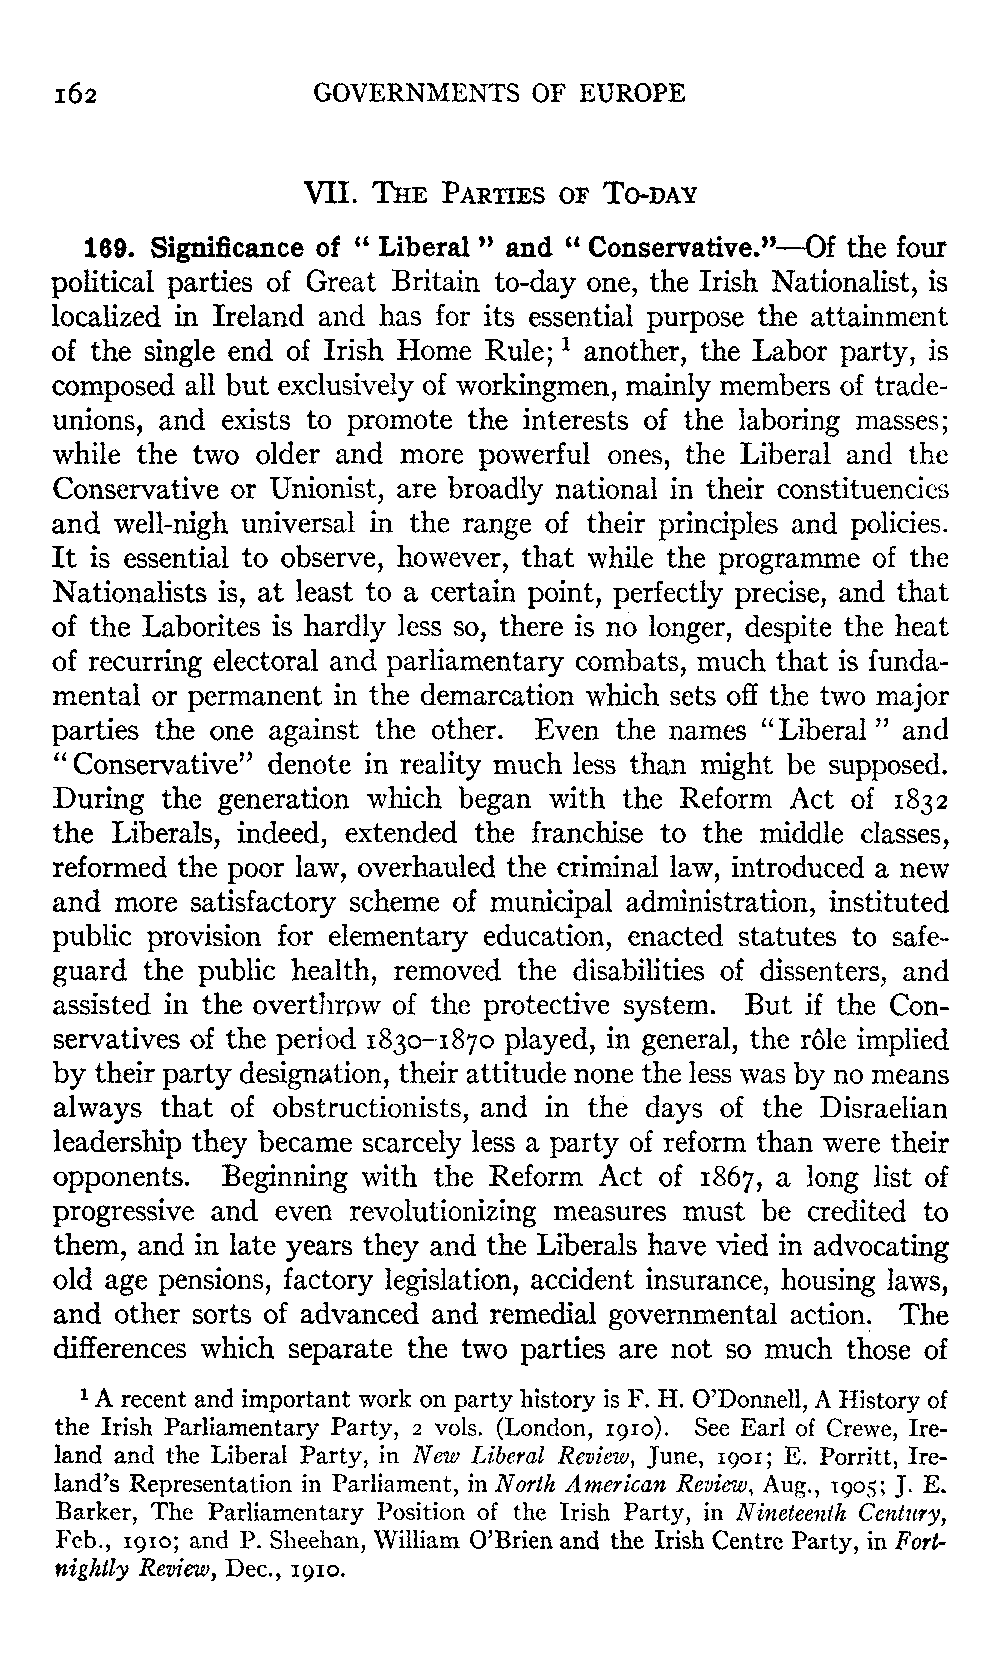 162 GOVERNMENTS OF EUROPE
VII. THE PARTIES OF TO-DAY
169. Significance of “ Liberal ” and “ Conservative.”—Of the four
political parties of Great Britain to-day one, the Irish Nationalist, is
localized in Ireland and has for its essential purpose the attainment
of the single end of Irish Home Rule; ¹ another, the Labor party, is
composed all but exclusively of workingmen, mainly members of trade-
unions, and exists to promote the interests of the laboring masses;
while the two older and more powerful ones, the Liberal and the
Conservative or Unionist, are broadly national in their constituencies
and well-nigh universal in the range of their principles and policies.
It is essential to observe, however, that while the programme of the
Nationalists is, at least to a certain point, perfectly precise, and that
of the Laborites is hardly less so, there is no longer, despite the heat
of recurring electoral and parliamentary combats, much that is funda-
mental or permanent in the demarcation which sets off the two major
parties the one against the other. Even the names “Liberal ” and
“Conservative” denote in reality much less than might be supposed.
During the generation which began with the Reform Act of 1832
the Liberals, indeed, extended the franchise to the middle classes,
reformed the poor law, overhauled the criminal law, introduced a new
and more satisfactory scheme of municipal administration, instituted
public provision for elementary education, enacted statutes to safe-
guard the public health, removed the disabilities of dissenters, and
assisted in the overthrow of the protective system. But if the Con-
servatives of the period 1830–1870 played, in general, the rôle implied
by their party designation, their attitude none the less was by no means
always that of obstructionists, and in the days of the Disraelian
leadership they became scarcely less a party of reform than were their
opponents. Beginning with the Reform Act of 1867, a long list of
progressive and even revolutionizing measures must be credited to
them, and in late years they and the Liberals have vied in advocating
old age pensions, factory legislation, accident insurance, housing laws,
and other sorts of advanced and remedial governmental action. The
differences which separate the two parties are not so much those of
¹ A recent and important work on party history is F. H. O’Donnell, A History of
the Irish Parliamentary Party, 2 vols. (London, 1910). See Earl of Crewe, Ire-
land and the Liberal Party, in New Liberal Review, June, 1901; E. Porritt, Ire-
land’s Representation in Parliament, in North American Review, Aug., 1905; J. E.
Barker, The Parliamentary Position of the Irish Party, in Nineteenth Century,
Feb., 1910; and P. Sheehan, William O’Brien and the Irish Centre Party, in Fort-
nightly Review, Dec., 1910.